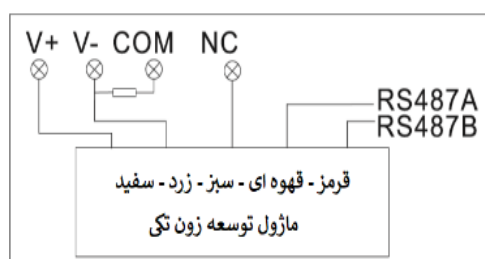 V+ V- COM NC
RS487A
RS487B
قرمز - قهوه ای - سبز - زرد - سفید
ماژول توسعه زون تکی